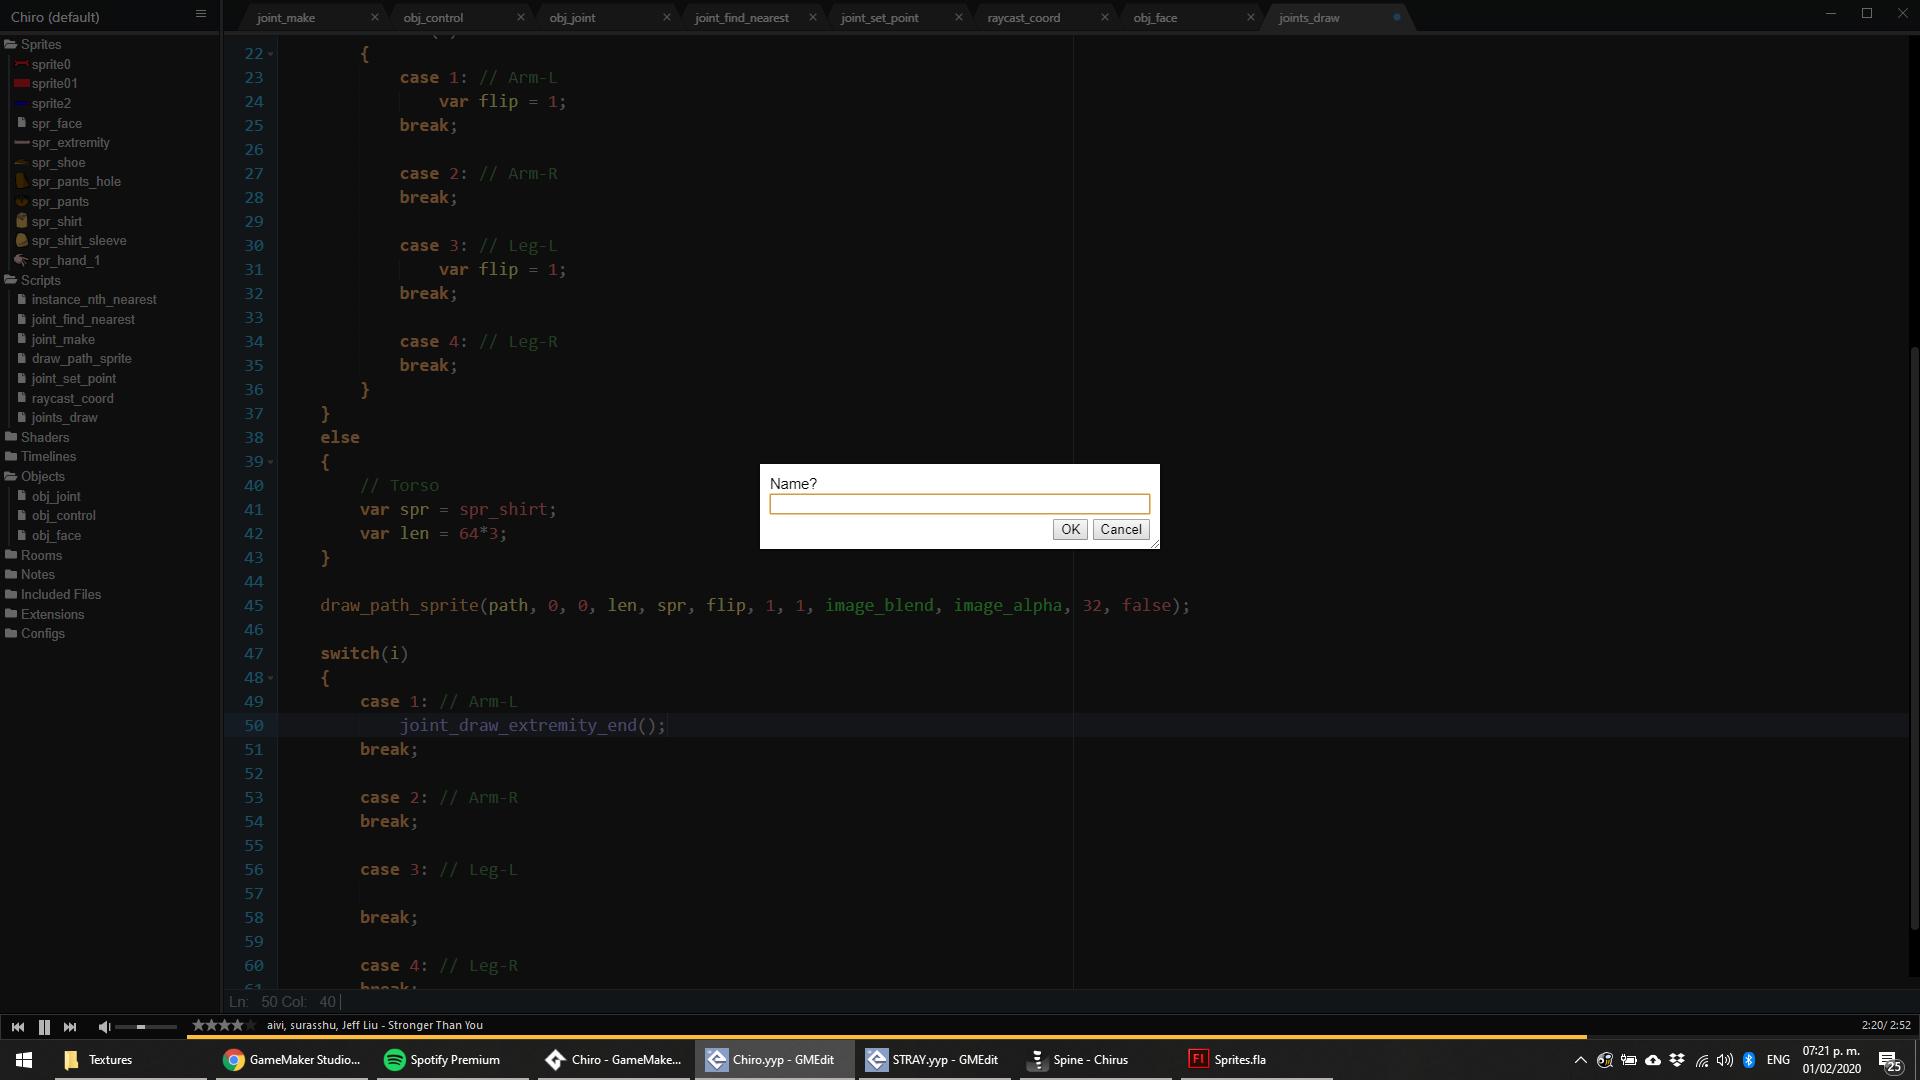 Chiro (default)
joint_make
obj_control
obj_joint
joint_find_nearest
joint_set_point
raycast_coord
obj_face
joints_draw
Sprites
sprite0
sprite01
sprite2
spr_face
spr_extremity
spr_shoe
spr_pants_hole
spr_pants
spr_shirt
spr_shirt_sleeve
spr_hand_1
Scripts
instance_nth_nearest
joint_find_nearest
joint_make
draw_path_sprite
joint_set_point
raycast_coord
joints_draw
Shaders
Timelines
Objects
obj_joint
obj_control
obj_face
Rooms
Notes
Included Files
Extensions
Configs
22 {
23 case 1: // Arm-L
24 var flip = 1;
25 break;
26
27 case 2: // Arm-R
28 break;
29
30 case 3: // Leg-L
31 var flip = 1;
32 break;
33
34 case 4: // Leg-R
35 break;
36 }
37 }
38 else
39 {
40 // Torso
41 var spr = spr_shirt;
42 var len = 64*3;
43 }
44
45 draw_path_sprite(path, 0, 0, len, spr, flip, 1, 1, image_blend, image_alpha, 32, false);
46
47 switch(i)
48 {
49 case 1: // Arm-L
50 joint_draw_extremity_end();
51 break;
52
53 case 2: // Arm-R
54 break;
55
56 case 3: // Leg-L
57
58 break;
59
60 case 4: // Leg-R
61 break;
Name?
OK Cancel
Ln: 50 Col: 40
aivi, surasshu, Jeff Liu - Stronger Than You
2:20/ 2:52
Textures
GameMaker Studio...
Spotify Premium
Chiro - GameMake...
Chiro.yyp - GMEdit
STRAY.yyp - GMEdit
Spine - Chirus
Fl Sprites.fla
ENG
07:21 p. m.
01/02/2020
25